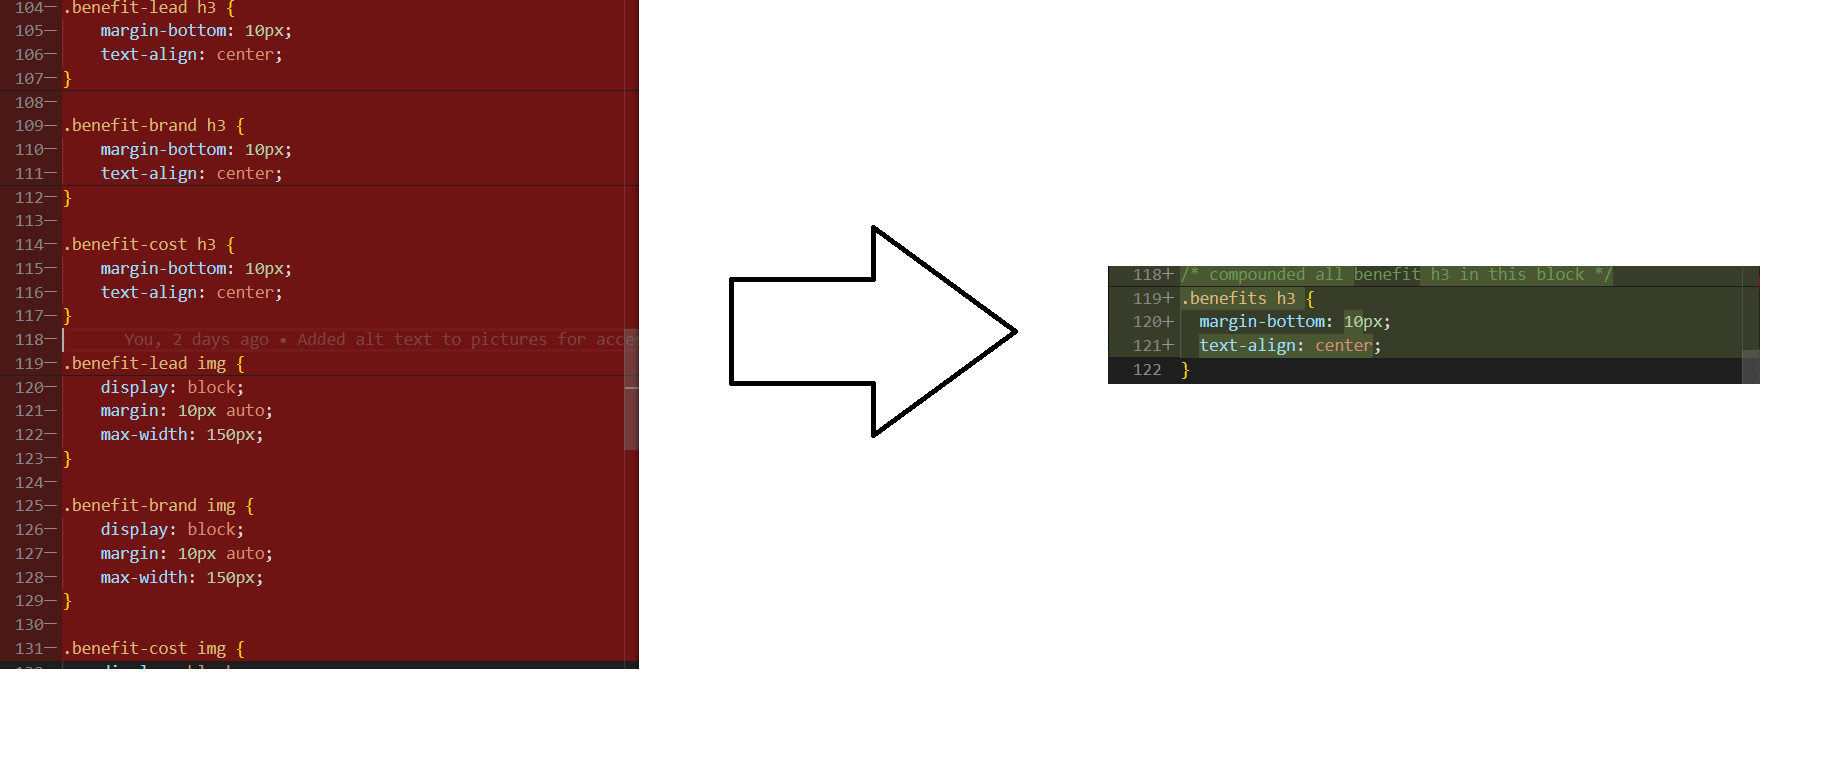 104— .benefit-lead h3 {
105—     margin-bottom: 10px;
106—     text-align: center;
107— }
108—
109— .benefit-brand h3 {
110—     margin-bottom: 10px;
111—     text-align: center;
112— }
113—
114— .benefit-cost h3 {
115—     margin-bottom: 10px;
116—     text-align: center;
117— }
118— You, 2 days ago • Added alt text to pictures for
119— .benefit-lead img {
120—     display: block;
121—     margin: 10px auto;
122—     max-width: 150px;
123— }
124—
125— .benefit-brand img {
126—     display: block;
127—     margin: 10px auto;
128—     max-width: 150px;
129— }
130—
131— .benefit-cost img {
118+ /* compounded all benefit h3 in this block */
119+ .benefits h3 {
120+   margin-bottom: 10px;
121+   text-align: center;
122 }